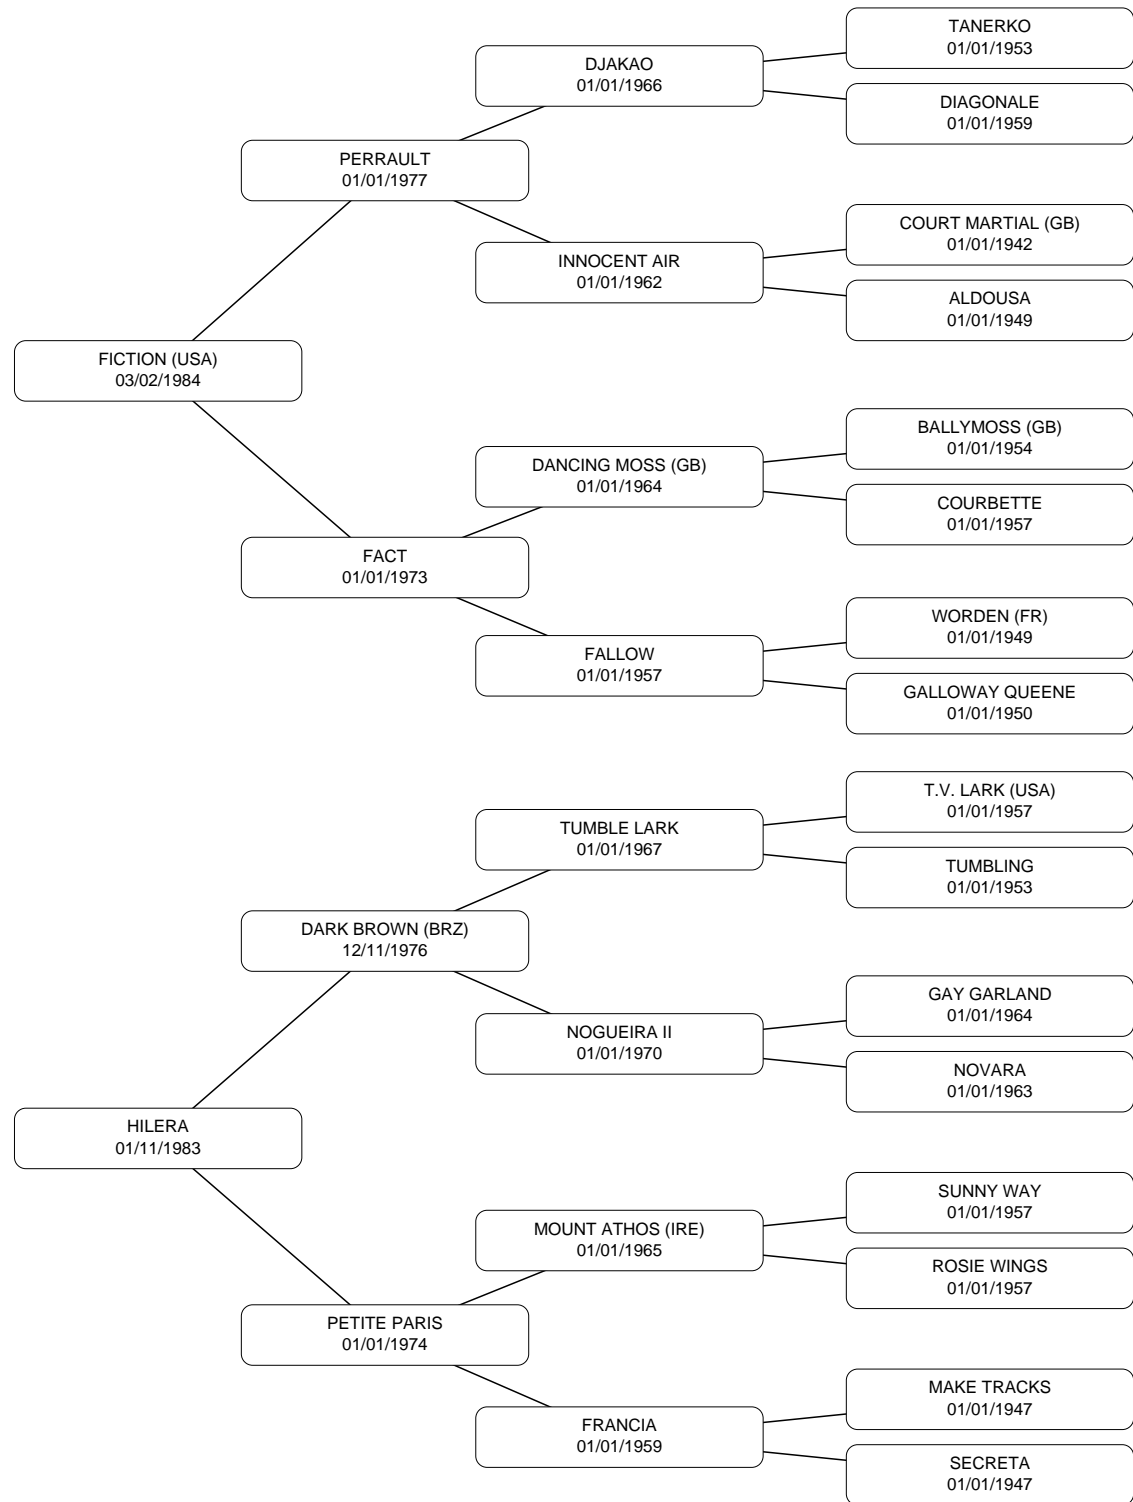 TANERKO
01/01/1953
DJAKAO
01/01/1966
DIAGONALE
01/01/1959
PERRAULT
01/01/1977
COURT MARTIAL (GB)
01/01/1942
INNOCENT AIR
01/01/1962
ALDOUSA
01/01/1949
FICTION (USA)
03/02/1984
BALLYMOSS (GB)
01/01/1954
DANCING MOSS (GB)
01/01/1964
COURBETTE
01/01/1957
FACT
01/01/1973
WORDEN (FR)
01/01/1949
FALLOW
01/01/1957
GALLOWAY QUEENE
01/01/1950
T.V. LARK (USA)
01/01/1957
TUMBLE LARK
01/01/1967
TUMBLING
01/01/1953
DARK BROWN (BRZ)
12/11/1976
GAY GARLAND
01/01/1964
NOGUEIRA II
01/01/1970
NOVARA
01/01/1963
HILERA
01/11/1983
SUNNY WAY
01/01/1957
MOUNT ATHOS (IRE)
01/01/1965
ROSIE WINGS
01/01/1957
PETITE PARIS
01/01/1974
MAKE TRACKS
01/01/1947
FRANCIA
01/01/1959
SECRETA
01/01/1947